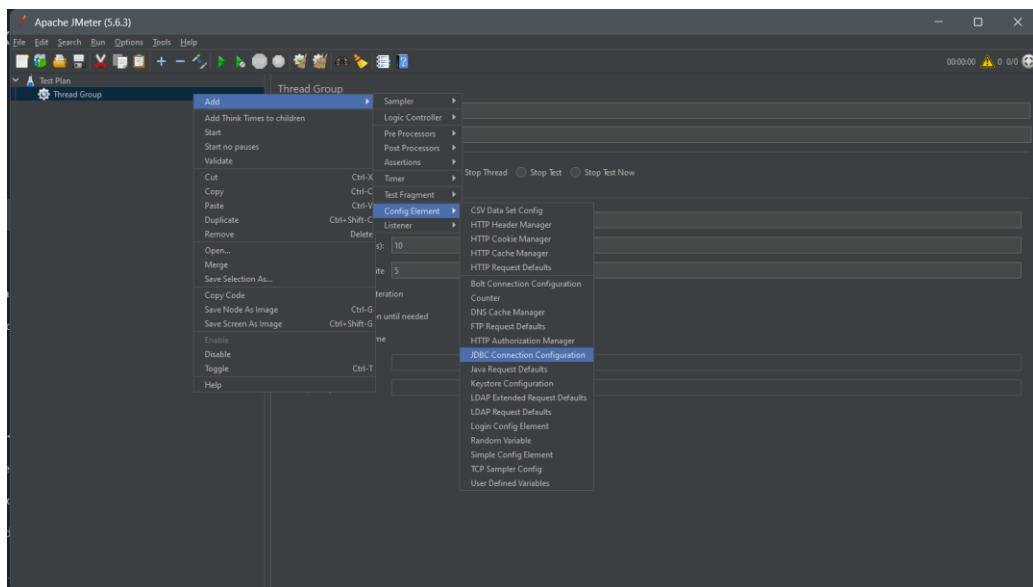 Apache JMeter (5.6.3)
File Edit Search Run Options Tools Help
00:00:00 0 0/0
Test Plan
Thread Group
Thread Group
Add
Add Think Times to children
Start
Start no pauses
Validate
Cut Ctrl-X
Copy Ctrl-C
Paste Ctrl-V
Duplicate Ctrl+Shift-C
Remove Delete
Open...
Merge
Save Selection As...
Copy Code
Save Node As Image Ctrl-G
Save Screen As Image Ctrl+Shift-G
Enable
Disable
Toggle Ctrl-T
Help
Sampler
Logic Controller
Pre Processors
Post Processors
Assertions
Timer
Test Fragment
Config Element
Listener
Stop Thread Stop Test Stop Test Now
s): 10
ite 5
teration
n until needed
me
CSV Data Set Config
HTTP Header Manager
HTTP Cookie Manager
HTTP Cache Manager
HTTP Request Defaults
Bolt Connection Configuration
Counter
DNS Cache Manager
FTP Request Defaults
HTTP Authorization Manager
JDBC Connection Configuration
Java Request Defaults
Keystore Configuration
LDAP Extended Request Defaults
LDAP Request Defaults
Login Config Element
Random Variable
Simple Config Element
TCP Sampler Config
User Defined Variables